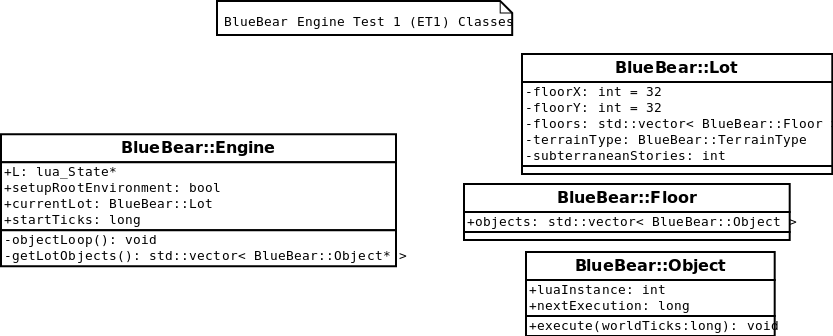 BlueBear Engine Test 1 (ET1) Classes
BlueBear::Lot
-floorX: int = 32
-floorY: int = 32
-floors: std::vector< BlueBear::Floor
-terrainType: BlueBear::TerrainType
-subterraneanStories: int
BlueBear::Engine
+L: lua_State*
+setupRootEnvironment: bool
+currentLot: BlueBear::Lot
+startTicks: long
-objectLoop(): void
-getLotObjects(): std::vector< BlueBear::Object* >
BlueBear::Floor
+objects: std::vector< BlueBear::Object >
BlueBear::Object
+luaInstance: int
+nextExecution: long
+execute(worldTicks:long): void